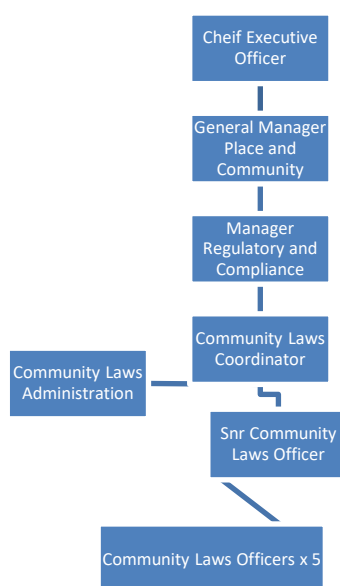 Cheif Executive
Officer
General Manager
Place and
Community
Manager
Regulatory and
Compliance
Community Laws
Coordinator
Community Laws
Administration
Snr Community
Laws Officer
Community Laws Officers x 5